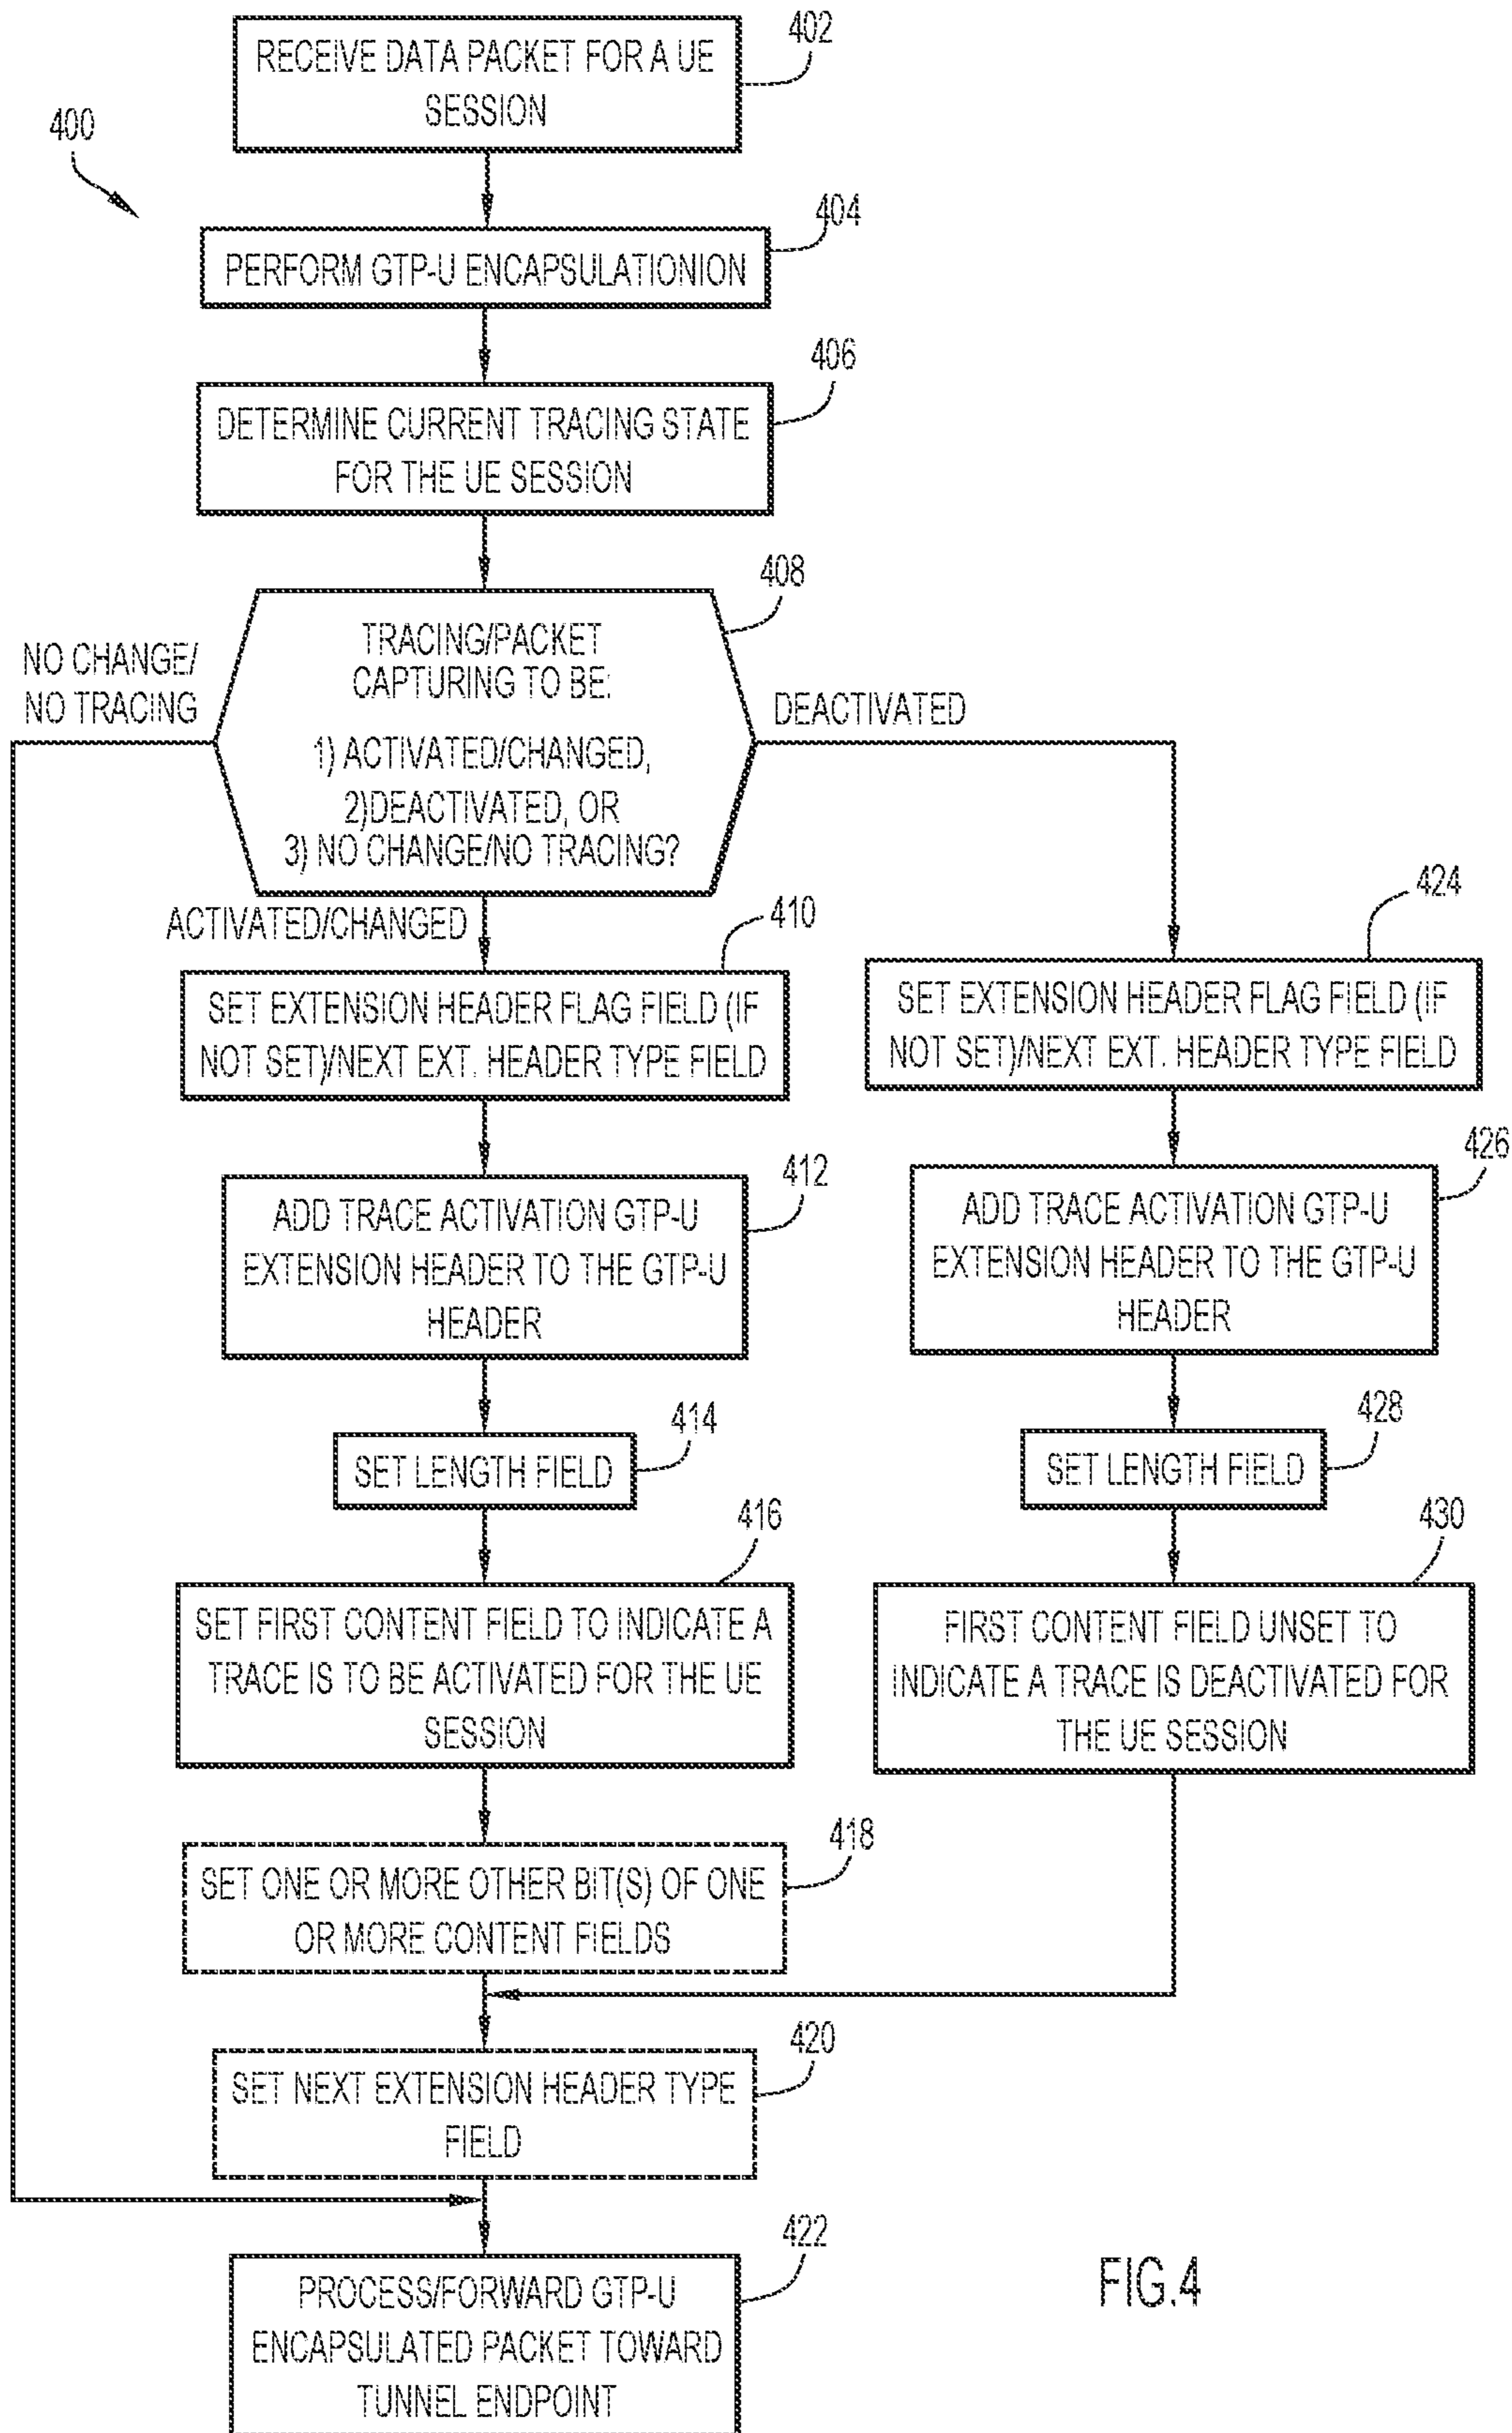 402
RECEIVE DATA PACKET FOR A UE
SESSION
400
404
PERFORM GTP-U ENCAPSULATIONION
406
DETERMINE CURRENT TRACING STATE
FOR THE UE SESSION
408
NO CHANGE/
NO TRACING
TRACING/PACKET
CAPTURING TO BE:
1) ACTIVATED/CHANGED,
2)DEACTIVATED, OR
3) NO CHANGE/NO TRACING?
DEACTIVATED
ACTIVATED/CHANGED
410
SET EXTENSION HEADER FLAG FIELD (IF
NOT SET)/NEXT EXT. HEADER TYPE FIELD
412
ADD TRACE ACTIVATION GTP-U
EXTENSION HEADER TO THE GTP-U
HEADER
414
SET LENGTH FIELD
416
SET FIRST CONTENT FIELD TO INDICATE A
TRACE IS TO BE ACTIVATED FOR THE UE
SESSION
418
SET ONE OR MORE OTHER BIT(S) OF ONE
OR MORE CONTENT FIELDS
424
SET EXTENSION HEADER FLAG FIELD (IF
NOT SET)/NEXT EXT. HEADER TYPE FIELD
426
ADD TRACE ACTIVATION GTP-U
EXTENSION HEADER TO THE GTP-U
HEADER
428
SET LENGTH FIELD
430
FIRST CONTENT FIELD UNSET TO
INDICATE A TRACE IS DEACTIVATED FOR
THE UE SESSION
420
SET NEXT EXTENSION HEADER TYPE
FIELD
422
PROCESS/FORWARD GTP-U
ENCAPSULATED PACKET TOWARD
TUNNEL ENDPOINT
FIG.4